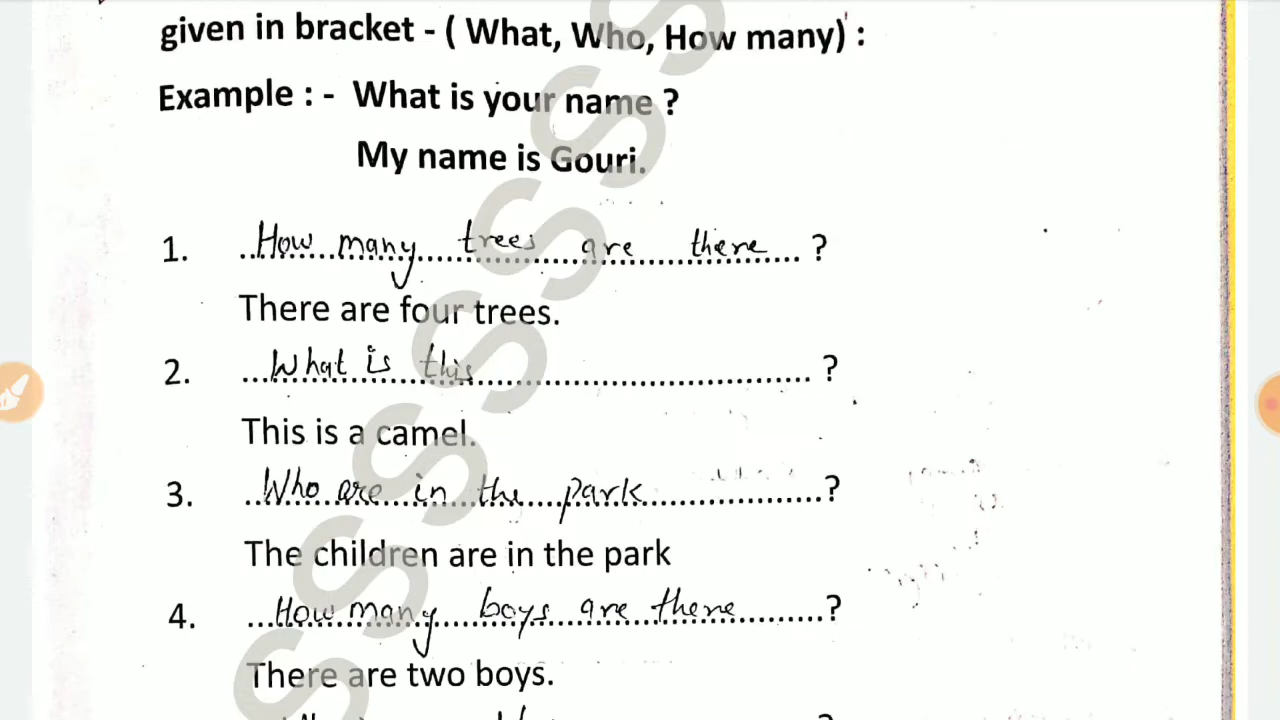 given in bracket - ( What, Who, How many) :
Example : - What is your name ?
My name is Gouri.
1. How many trees are there ?
There are four trees.
2. What is this ?
This is a camel.
3. Who are in the park ?
The children are in the park
4. How many boys are there ?
There are two boys.